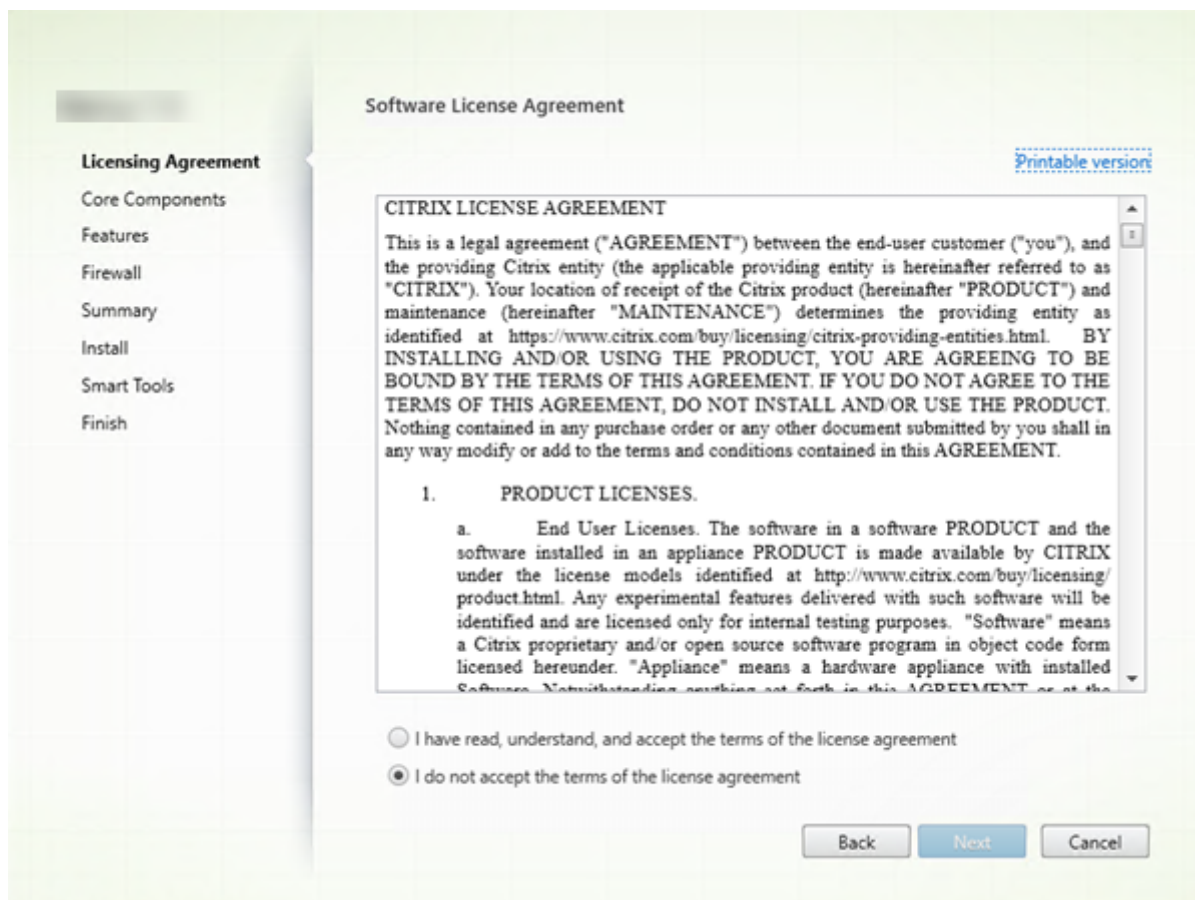 Software License Agreement
Licensing Agreement
Core Components
Features
Firewall
Summary
Install
Smart Tools
Finish
Printable version
CITRIX LICENSE AGREEMENT
This is a legal agreement ("AGREEMENT") between the end-user customer ("you"), and
the providing Citrix entity (the applicable providing entity is hereinafter referred to as
"CITRIX"). Your location of receipt of the Citrix product (hereinafter "PRODUCT") and
maintenance (hereinafter "MAINTENANCE") determines the providing entity as
identified at https://www.citrix.com/buy/licensing/citrix-providing-entities.html. BY
INSTALLING AND/OR USING THE PRODUCT, YOU ARE AGREEING TO BE
BOUND BY THE TERMS OF THIS AGREEMENT. IF YOU DO NOT AGREE TO THE
TERMS OF THIS AGREEMENT, DO NOT INSTALL AND/OR USE THE PRODUCT.
Nothing contained in any purchase order or any other document submitted by you shall in
any way modify or add to the terms and conditions contained in this AGREEMENT.
1. PRODUCT LICENSES.
a. End User Licenses. The software in a software PRODUCT and the
software installed in an appliance PRODUCT is made available by CITRIX
under the license models identified at http://www.citrix.com/buy/licensing/
product.html. Any experimental features delivered with such software will be
identified and are licensed only for internal testing purposes. "Software" means
a Citrix proprietary and/or open source software program in object code form
licensed hereunder. "Appliance" means a hardware appliance with installed
Software. Notwithstanding anything set forth in this AGREEMENT or at the
I have read, understand, and accept the terms of the license agreement
I do not accept the terms of the license agreement
Back
Next
Cancel